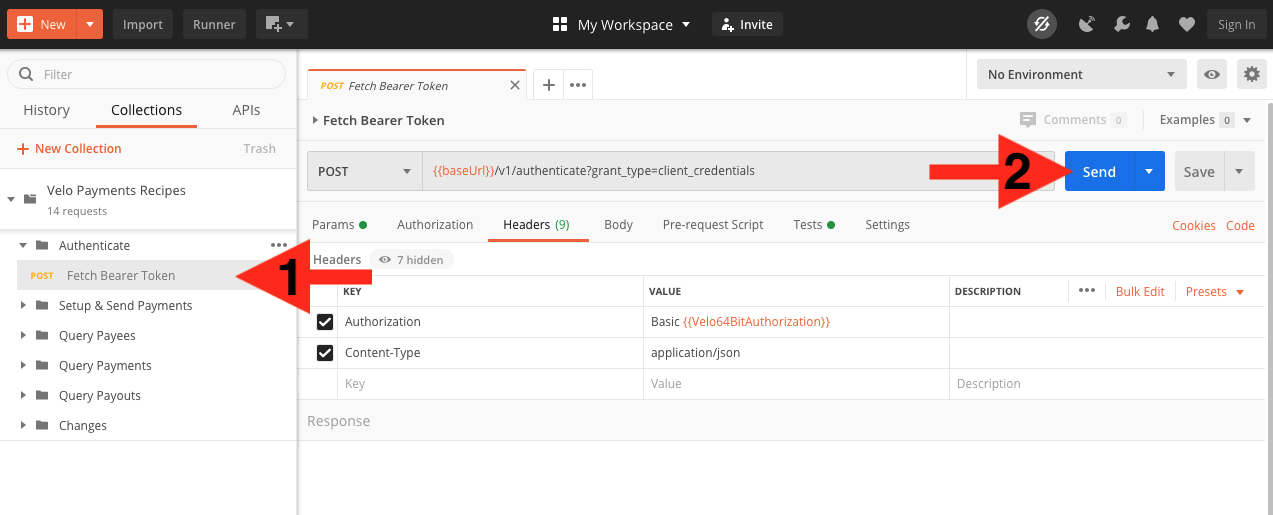 New Import Runner My Workspace Invite Sign In
Filter
History Collections APIs
New Collection Trash
Velo Payments Recipes
14 requests
Authenticate
POST Fetch Bearer Token
Setup & Send Payments
Query Payees
Query Payments
Query Payouts
Changes
1
POST Fetch Bearer Token
No Environment
Fetch Bearer Token Comments 0 Examples 0
POST {{baseUrl}}/v1/authenticate?grant_type=client_credentials 2 Send Save
Params Authorization Headers (9) Body Pre-request Script Tests Settings Cookies Code
Headers 7 hidden
KEY VALUE DESCRIPTION Bulk Edit Presets
Authorization Basic {{Velo64BitAuthorization}}
Content-Type application/json
Key Value Description
Response